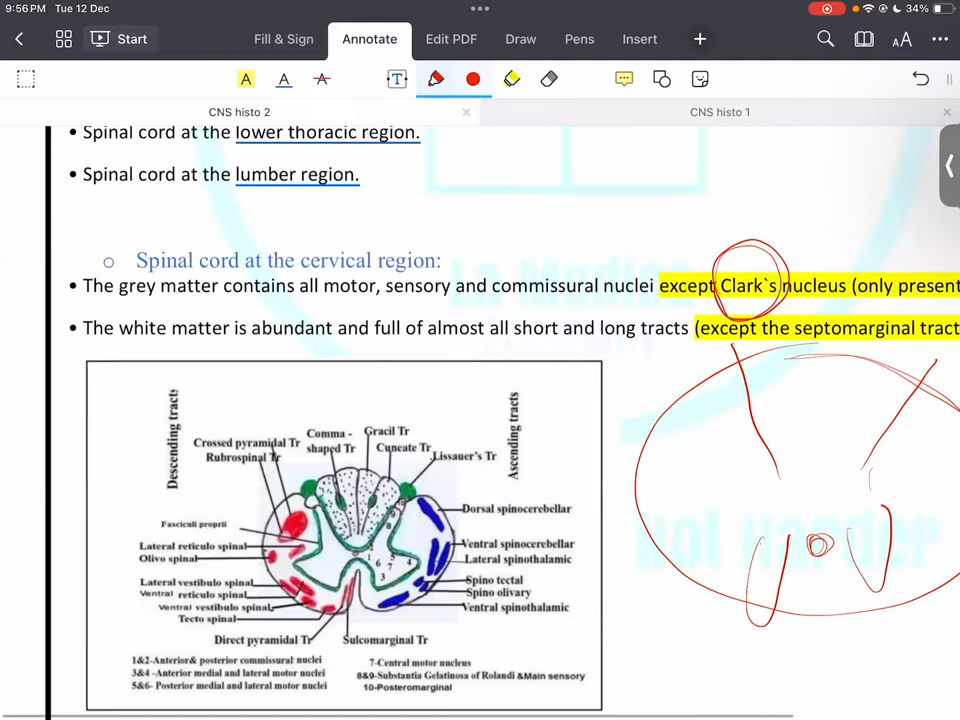 9:56 PM Tue 12 Dec
34%
Start
Fill & Sign
Annotate
Edit PDF
Draw
Pens
Insert
CNS histo 2
CNS histo 1
• Spinal cord at the lower thoracic region.
• Spinal cord at the lumber region.
o Spinal cord at the cervical region:
• The grey matter contains all motor, sensory and commissural nuclei except Clark`s nucleus (only present
• The white matter is abundant and full of almost all short and long tracts (except the septomarginal tract
Descending tracts
Ascending tracts
Crossed pyramidal Tr
Rubrospinal Tr
Comma - shaped Tr
Gracil Tr
Cuneate Tr
Lissauer's Tr
Fasciculi proprii
Lateral reticulo spinal
Olivo spinal
Lateral vestibulo spinal
Ventral reticulo spinal
Ventral vestibulo spinal
Tecto spinal
Direct pyramidal Tr
Sulcomarginal Tr
Dorsal spinocerebellar
Ventral spinocerebellar
Lateral spinothalamic
Spino tectal
Spino olivary
Ventral spinothalamic
1&2-Anterior& posterior commissural nuclei
3&4 -Anterior medial and lateral motor nuclei
5&6- Posterior medial and lateral motor nuclei
7-Central motor nucleus
8&9-Substantia Gelatinosa of Rolandi &Main sensory
10-Posteromarginal